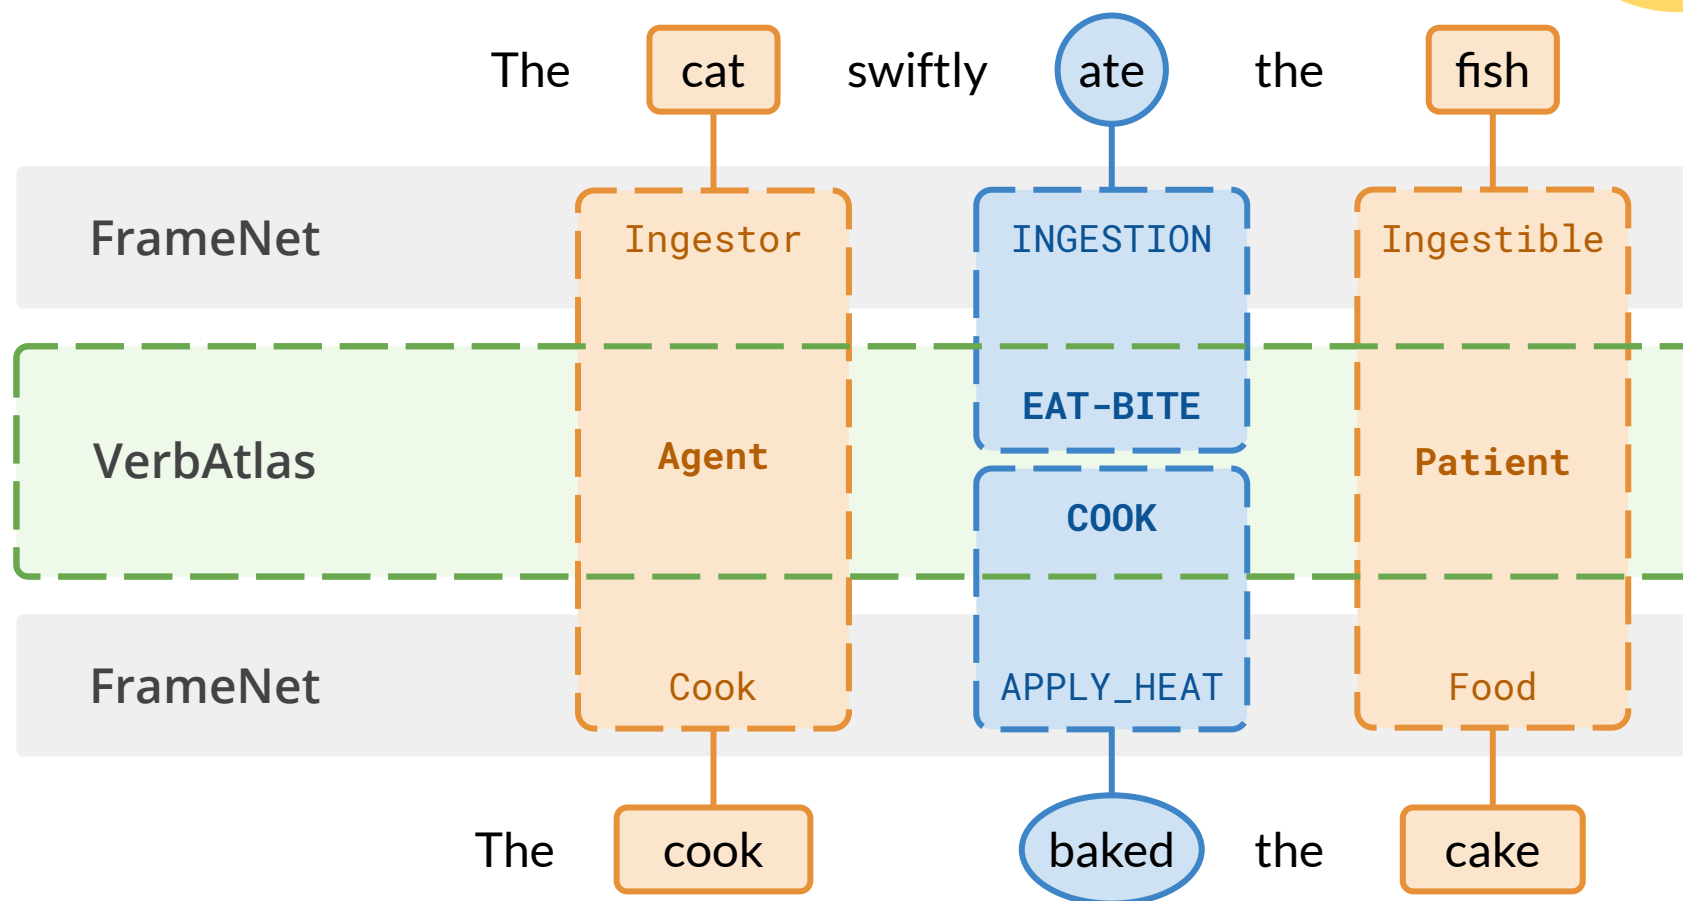 The cat swiftly ate the fish
FrameNet Ingestor INGESTION Ingestible
EAT-BITE
VerbAtlas Agent Patient
COOK
FrameNet Cook APPLY_HEAT Food
The cook baked the cake